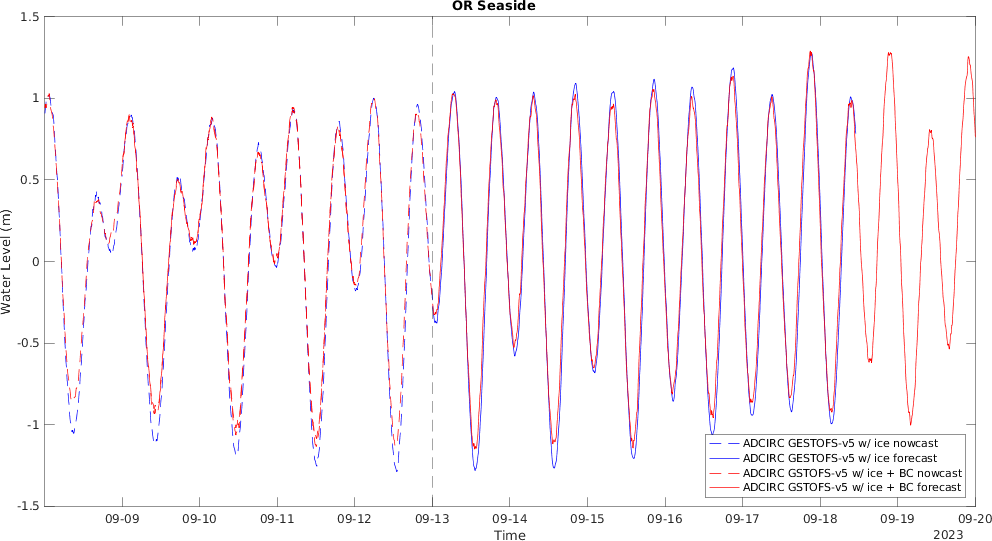 OR Seaside
1.5
1
0.5
0
-0.5
-1
-1.5
Water Level (m)
ADCIRC GESTOFS-v5 w/ ice nowcast
ADCIRC GESTOFS-v5 w/ ice forecast
ADCIRC GSTOFS-v5 w/ ice + BC nowcast
ADCIRC GSTOFS-v5 w/ ice + BC forecast
09-09 09-10 09-11 09-12 09-13 09-14 09-15 09-16 09-17 09-18 09-19 09-20
Time
2023